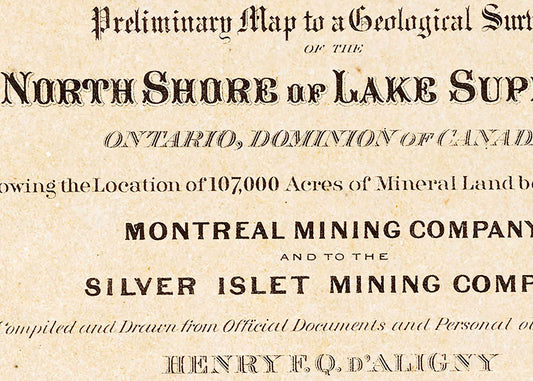 Preliminary Map to a Geological Surv
OF THE
NORTH SHORE OF LAKE SUP
ONTARIO, DOMINION OF CANAD
owing the Location of 107,000 Acres of Mineral Land b
MONTREAL MINING COMPANY
AND TO THE
SILVER ISLET MINING COMP
Compiled and Drawn from Official Documents and Personal o
HENRY F. Q. D'ALIGNY